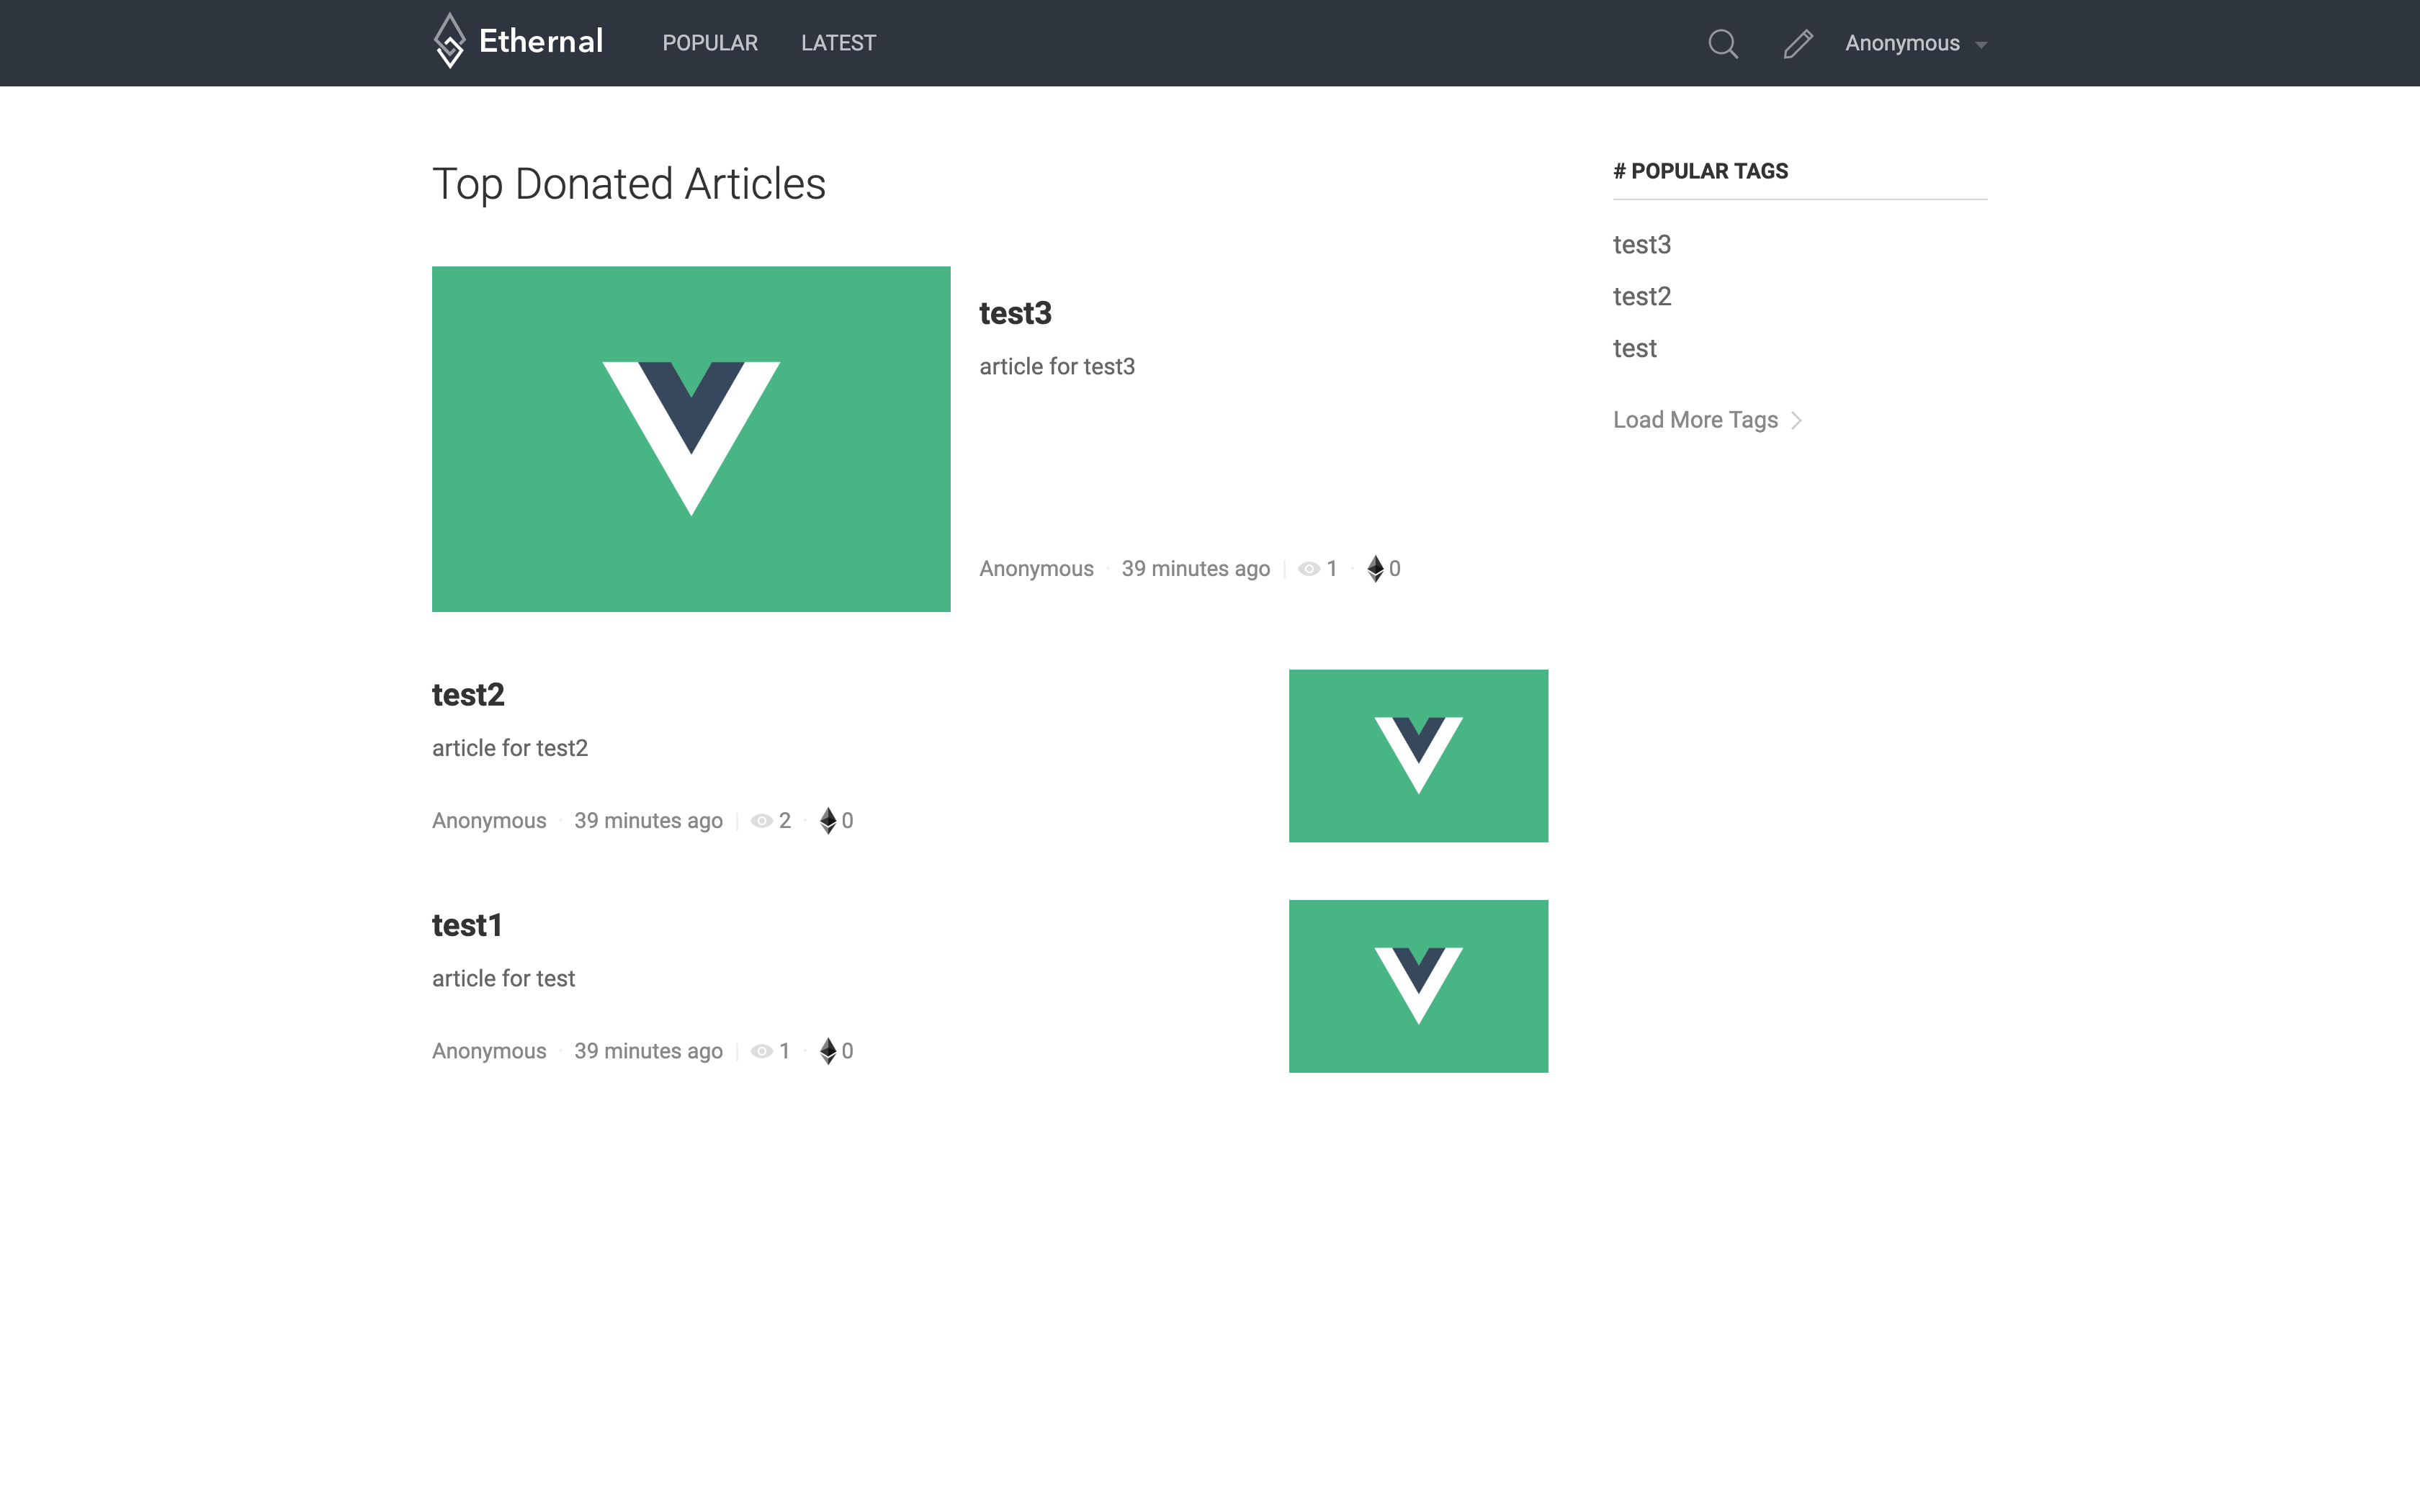 Ethernal POPULAR LATEST Anonymous
Top Donated Articles
test3
article for test3
Anonymous · 39 minutes ago | 1 · 0
test2
article for test2
Anonymous · 39 minutes ago | 2 · 0
test1
article for test
Anonymous · 39 minutes ago | 1 · 0
# POPULAR TAGS
test3
test2
test
Load More Tags